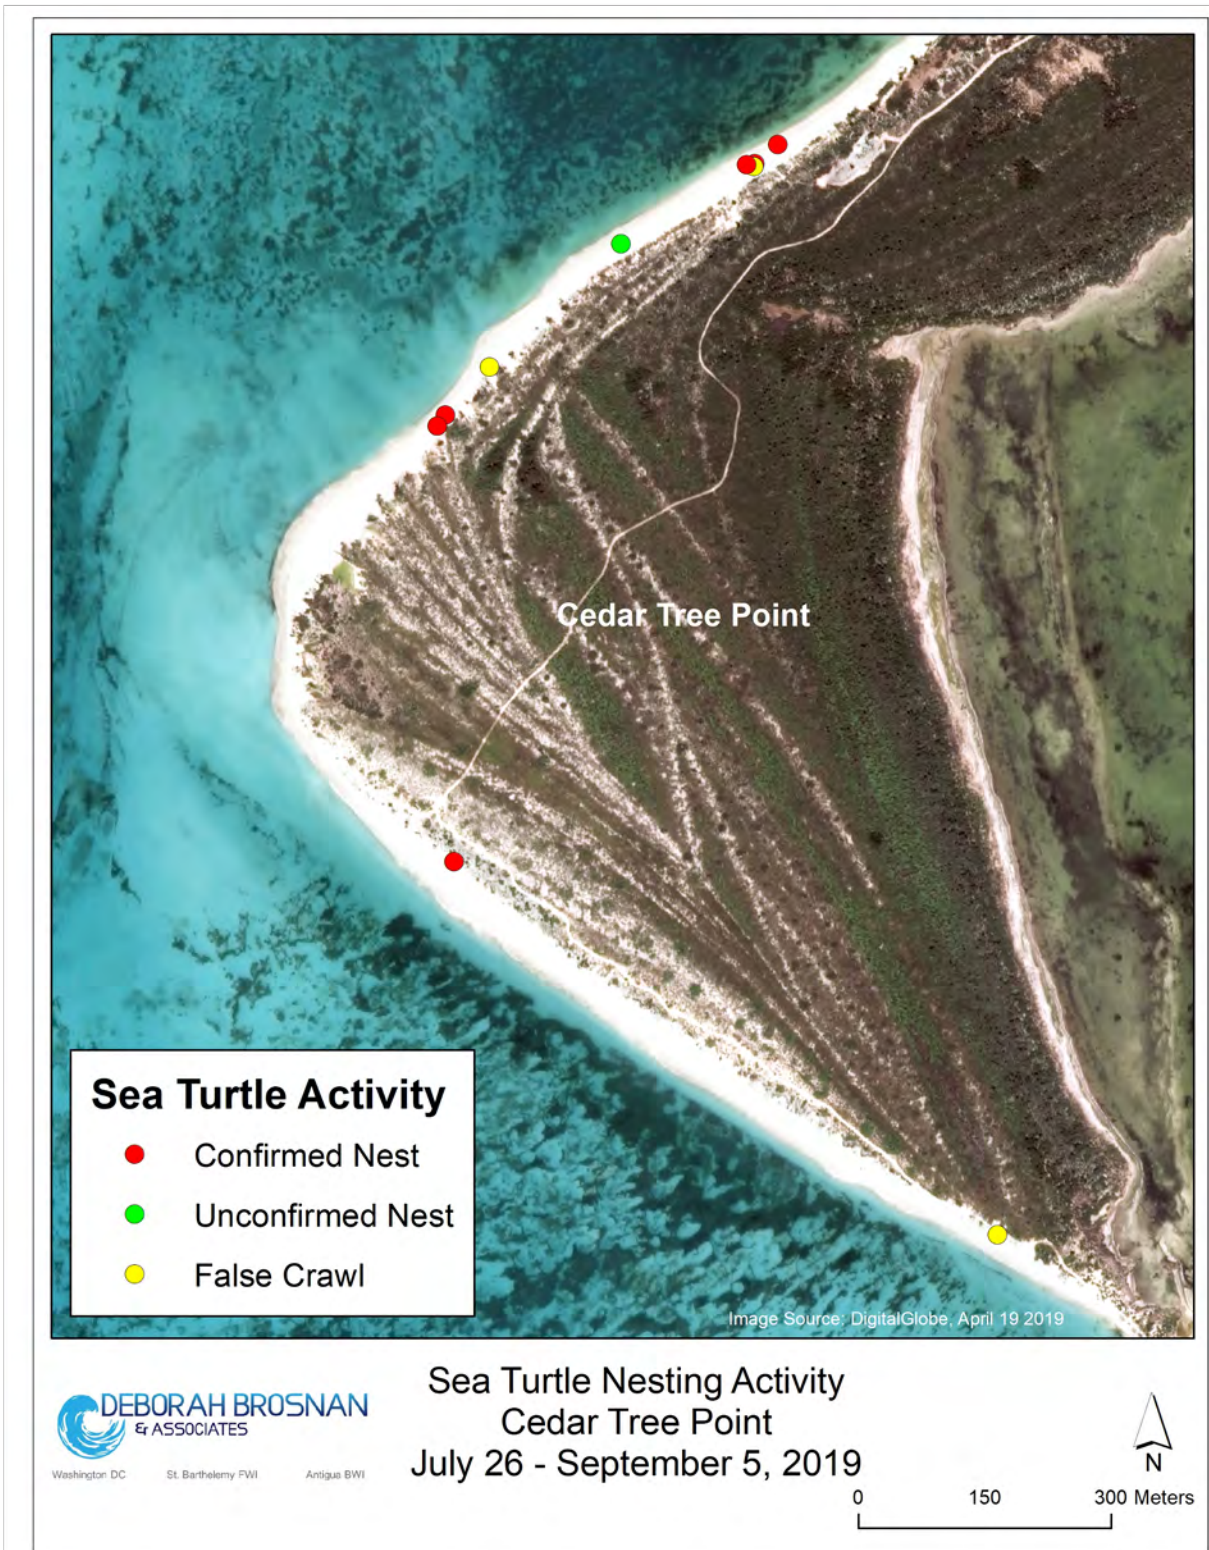 Cedar Tree Point
Sea Turtle Activity
Confirmed Nest
Unconfirmed Nest
False Crawl
Image Source: DigitalGlobe, April 19 2019
DEBORAH BROSNAN
& ASSOCIATES
Washington DC St. Barthelemy FWI Antigua BWI
Sea Turtle Nesting Activity
Cedar Tree Point
July 26 - September 5, 2019
N
0 150 300 Meters